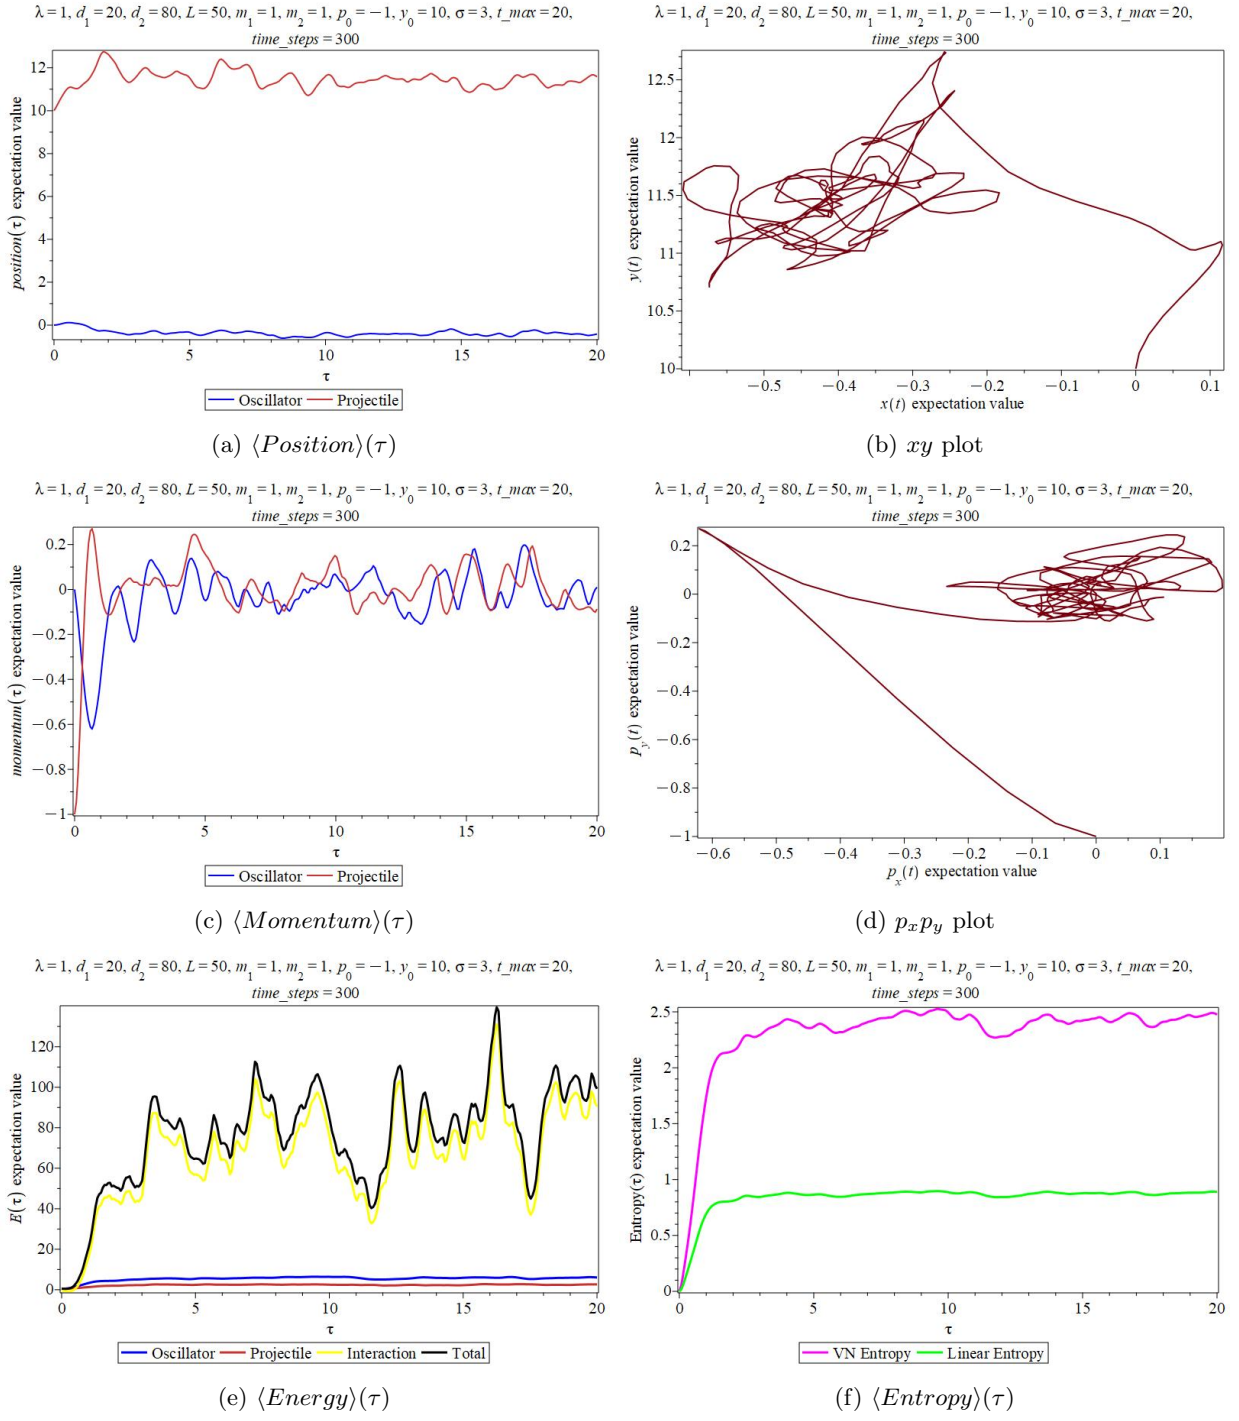 λ = 1, d₁ = 20, d₂ = 80, L = 50, m₁ = 1, m₂ = 1, p₀ = −1, y₀ = 10, σ = 3, t_max = 20,
time_steps = 300
position(τ) expectation value
12
10
8
6
4
2
0
0 5 10 15 20
τ
Oscillator Projectile
(a) ⟨Position⟩(τ)
λ = 1, d₁ = 20, d₂ = 80, L = 50, m₁ = 1, m₂ = 1, p₀ = −1, y₀ = 10, σ = 3, t_max = 20,
time_steps = 300
y(t) expectation value
12.5
12
11.5
11
10.5
10
−0.5 −0.4 −0.3 −0.2 −0.1 0 0.1
x(t) expectation value
(b) xy plot
λ = 1, d₁ = 20, d₂ = 80, L = 50, m₁ = 1, m₂ = 1, p₀ = −1, y₀ = 10, σ = 3, t_max = 20,
time_steps = 300
momentum(τ) expectation value
0.2
0
−0.2
−0.4
−0.6
−0.8
−1
0 5 10 15 20
τ
Oscillator Projectile
(c) ⟨Momentum⟩(τ)
λ = 1, d₁ = 20, d₂ = 80, L = 50, m₁ = 1, m₂ = 1, p₀ = −1, y₀ = 10, σ = 3, t_max = 20,
time_steps = 300
p_y(t) expectation value
0.2
0
−0.2
−0.4
−0.6
−0.8
−1
−0.6 −0.5 −0.4 −0.3 −0.2 −0.1 0 0.1
p_x(t) expectation value
(d) pₓp_y plot
λ = 1, d₁ = 20, d₂ = 80, L = 50, m₁ = 1, m₂ = 1, p₀ = −1, y₀ = 10, σ = 3, t_max = 20,
time_steps = 300
E(τ) expectation value
120
100
80
60
40
20
0
0 5 10 15 20
τ
Oscillator Projectile Interaction Total
(e) ⟨Energy⟩(τ)
λ = 1, d₁ = 20, d₂ = 80, L = 50, m₁ = 1, m₂ = 1, p₀ = −1, y₀ = 10, σ = 3, t_max = 20,
time_steps = 300
Entropy(τ) expectation value
2.5
2
1.5
1
0.5
0
0 5 10 15 20
τ
VN Entropy Linear Entropy
(f) ⟨Entropy⟩(τ)